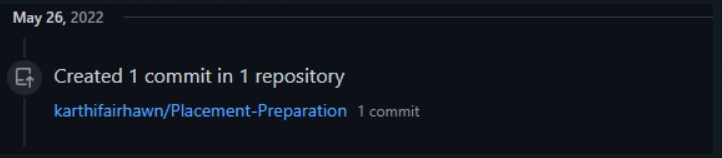 May 26, 2022
Created 1 commit in 1 repository
karthifairhawn/Placement-Preparation 1 commit